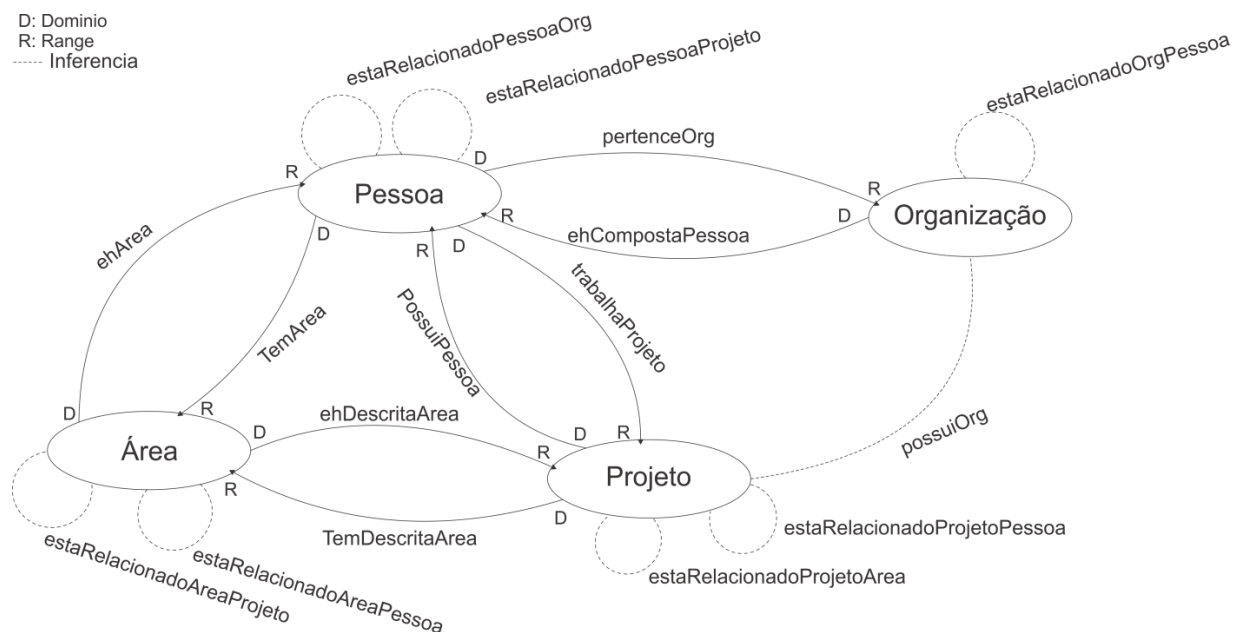 D: Dominio
R: Range
Inferencia
estaRelacionadoPessoaOrg
estaRelacionadoPessoaProjeto
estaRelacionadoOrgPessoa
pertenceOrg
D
R
R
Pessoa
R
D
Organização
D
D
R
ehCompostaPessoa
ehArea
TemArea
PossuiPessoa
trabalhaProjeto
D
R
ehDescritaArea
D
D
R
R
possuiOrg
Área
Projeto
R
D
TemDescritaArea
estaRelacionadoProjetoPessoa
estaRelacionadoProjetoArea
estaRelacionadoAreaProjeto
estaRelacionadoAreaPessoa